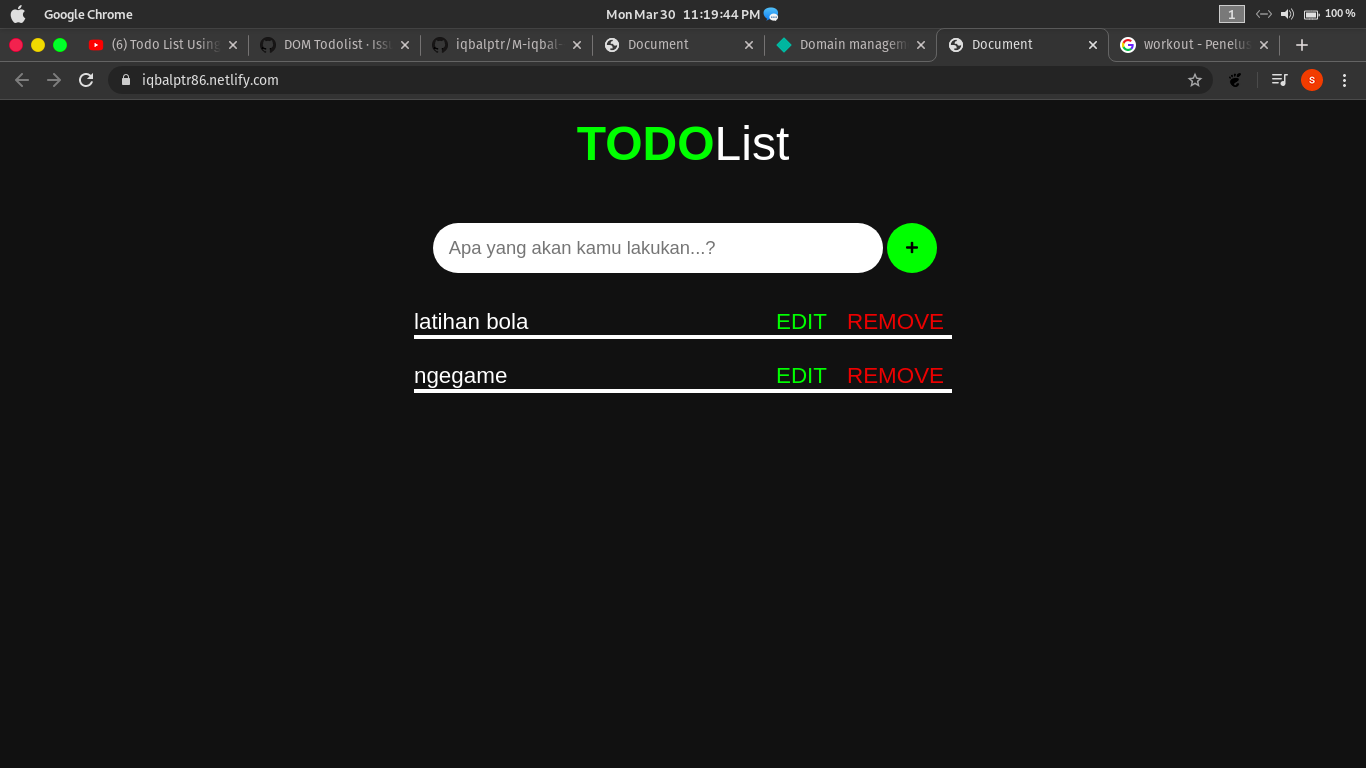 Google Chrome
Mon Mar 30 11:19:44 PM
1
100 %
(6) Todo List Using
DOM Todolist · Iss
iqbalptr/M-iqbal-
Document
Domain managem
Document
workout - Penelus
iqbalptr86.netlify.com
S
TODOList
Apa yang akan kamu lakukan...?
+
latihan bola EDIT REMOVE
ngegame EDIT REMOVE